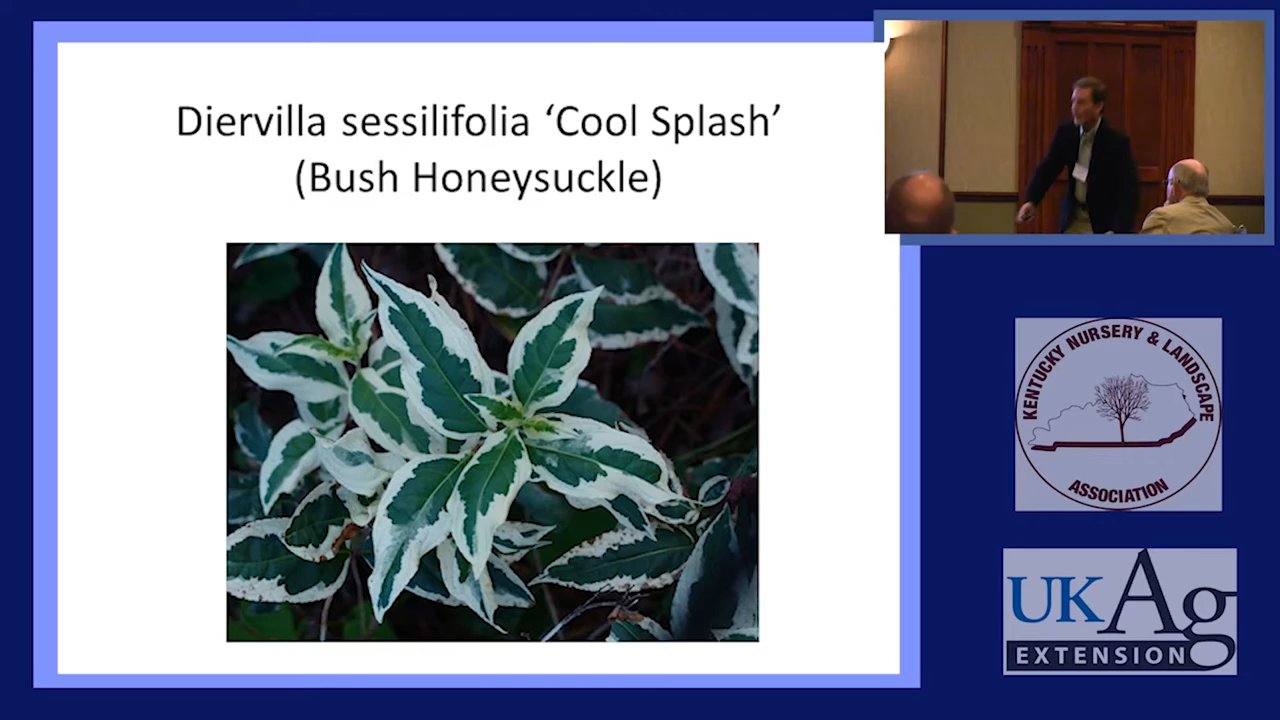 Diervilla sessilifolia ‘Cool Splash’
(Bush Honeysuckle)
KENTUCKY NURSERY & LANDSCAPE
ASSOCIATION
UKAg
EXTENSION